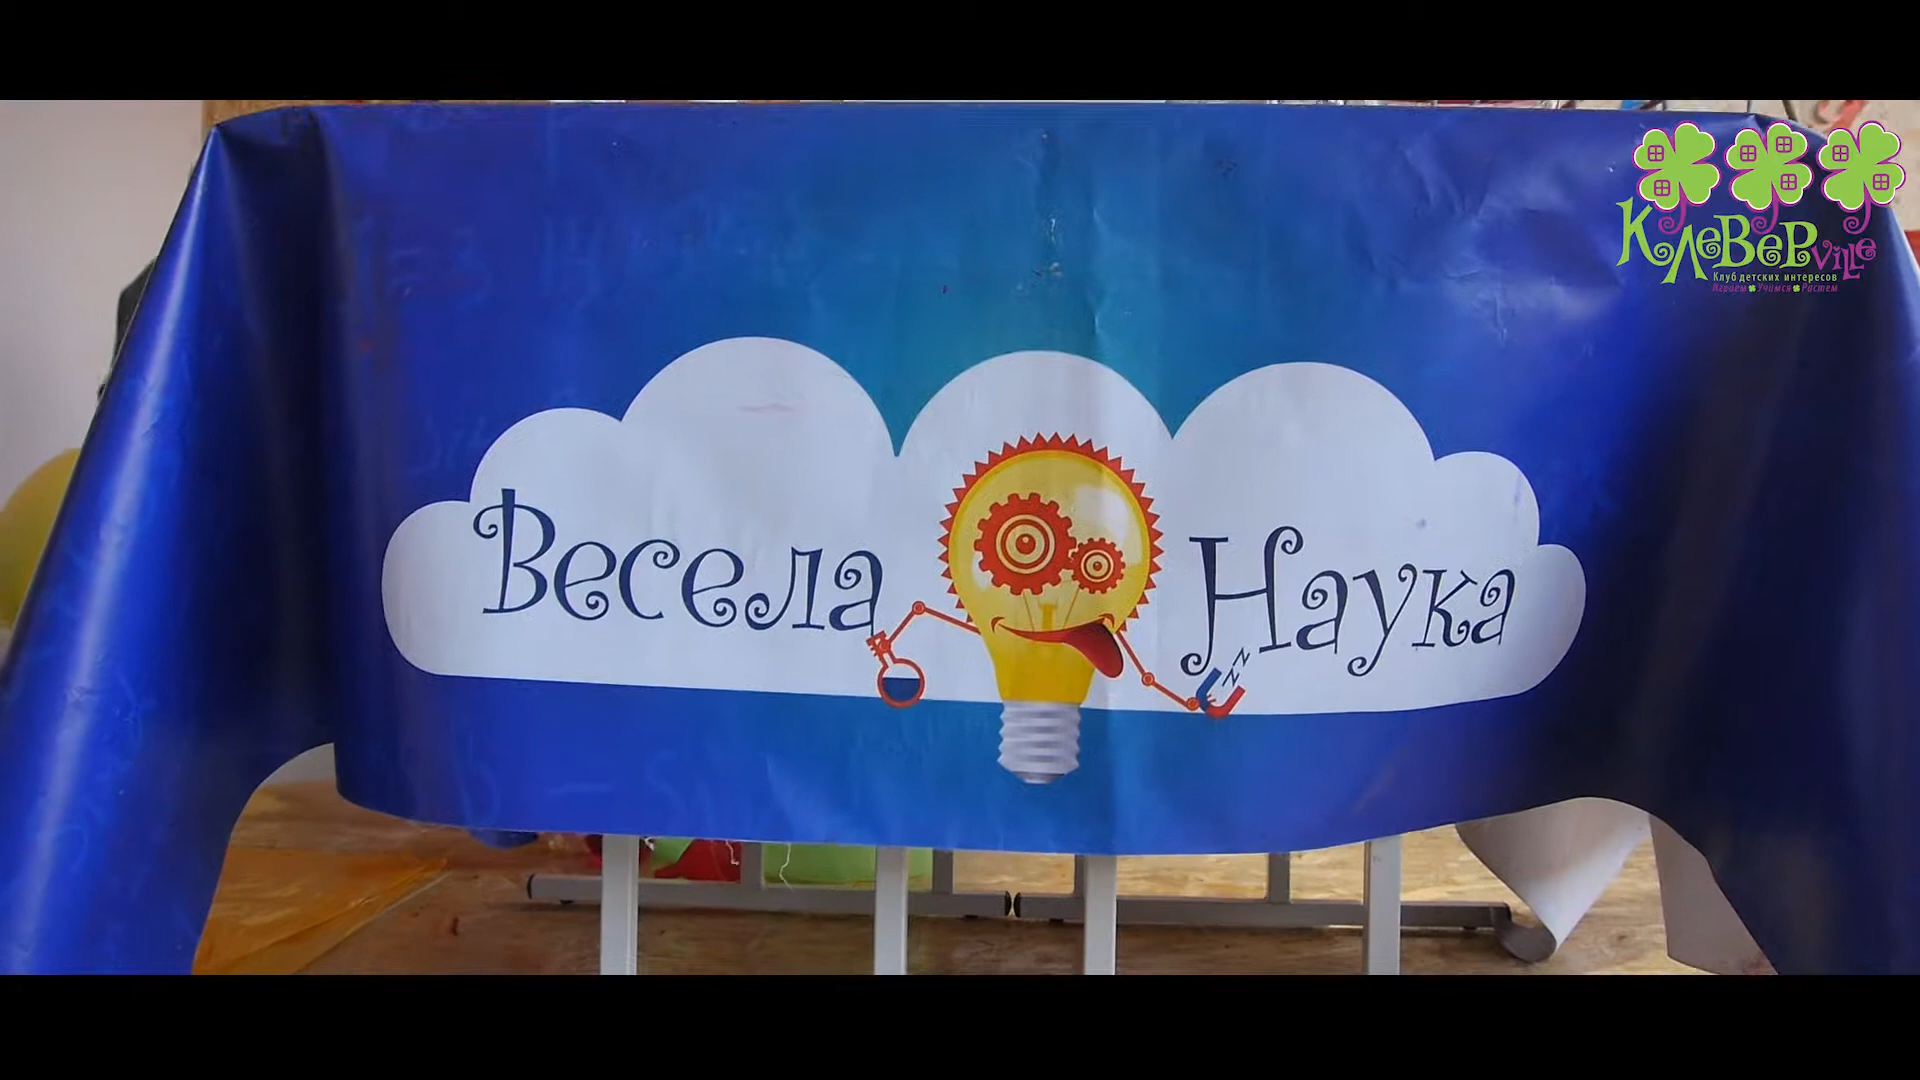 КлеверVille
Клуб детских интересов
Играем Учимся Растем
Весела Наука